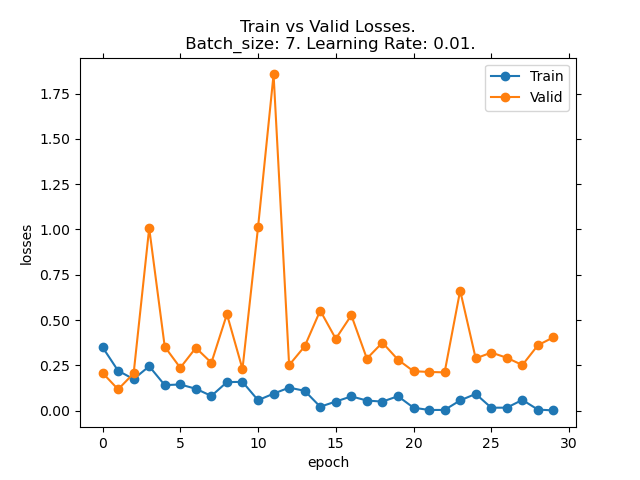 Train vs Valid Losses.
Batch_size: 7. Learning Rate: 0.01.
Train
Valid
1.75
1.50
1.25
1.00
0.75
0.50
0.25
0.00
losses
0 5 10 15 20 25 30
epoch